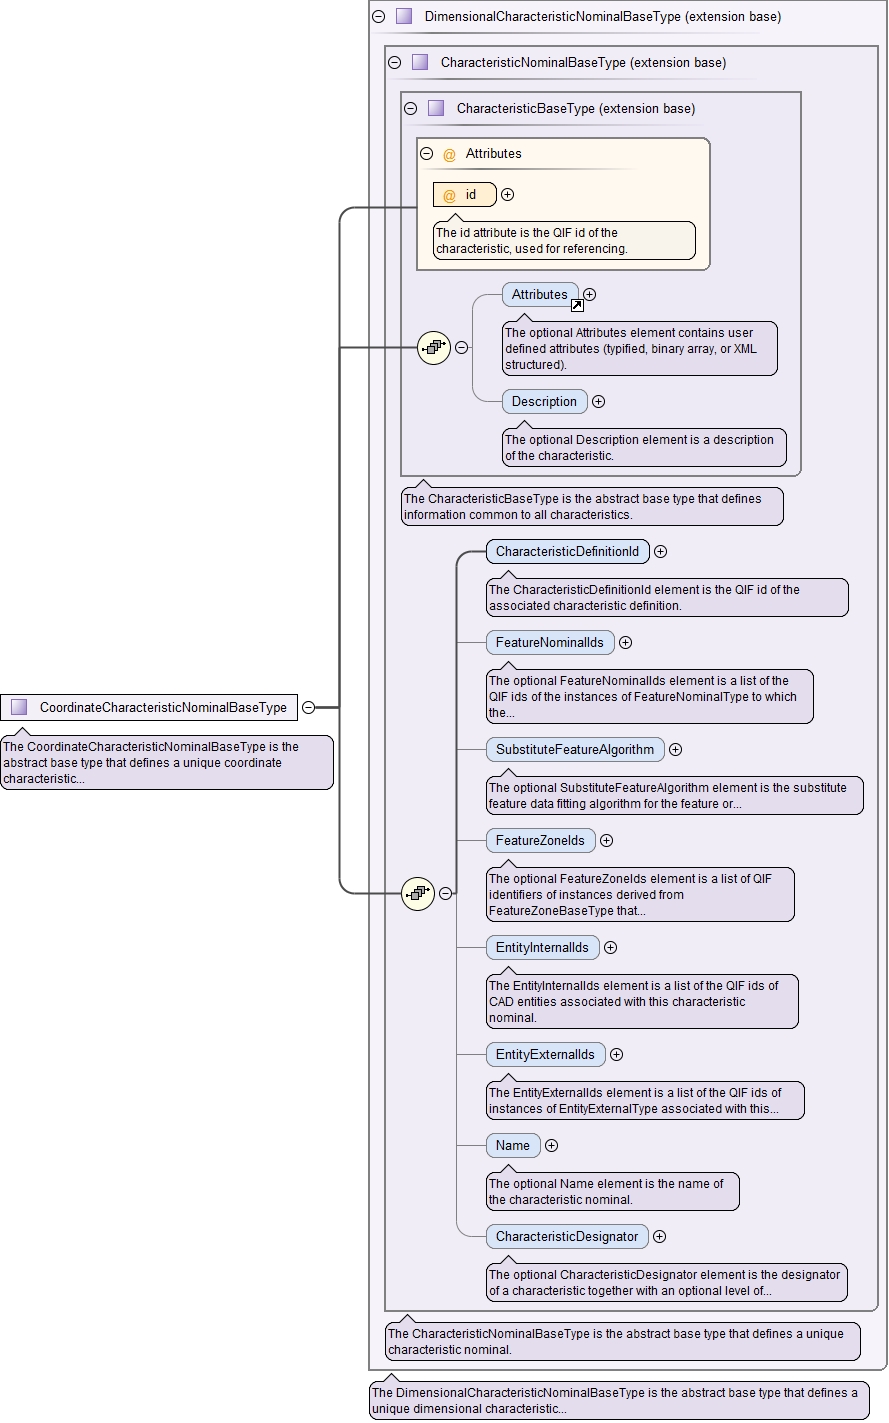 DimensionalCharacteristicNominalBaseType (extension base)
CharacteristicNominalBaseType (extension base)
CharacteristicBaseType (extension base)
@ Attributes
@ id
The id attribute is the QIF id of the
characteristic, used for referencing.
Attributes
The optional Attributes element contains user
defined attributes (typified, binary array, or XML
structured).
Description
The optional Description element is a description
of the characteristic.
The CharacteristicBaseType is the abstract base type that defines
information common to all characteristics.
CharacteristicDefinitionId
The CharacteristicDefinitionId element is the QIF id of the
associated characteristic definition.
FeatureNominalIds
The optional FeatureNominalIds element is a list of the
QIF ids of the instances of FeatureNominalType to which
the...
CoordinateCharacteristicNominalBaseType
The CoordinateCharacteristicNominalBaseType is the
abstract base type that defines a unique coordinate
characteristic...
SubstituteFeatureAlgorithm
The optional SubstituteFeatureAlgorithm element is the substitute
feature data fitting algorithm for the feature or...
FeatureZoneIds
The optional FeatureZoneIds element is a list of QIF
identifiers of instances derived from
FeatureZoneBaseType that...
EntityInternalIds
The EntityInternalIds element is a list of the QIF ids of
CAD entities associated with this characteristic
nominal.
EntityExternalIds
The EntityExternalIds element is a list of the QIF ids of
instances of EntityExternalType associated with this...
Name
The optional Name element is the name of
the characteristic nominal.
CharacteristicDesignator
The optional CharacteristicDesignator element is the designator
of a characteristic together with an optional level of...
The CharacteristicNominalBaseType is the abstract base type that defines a unique
characteristic nominal.
The DimensionalCharacteristicNominalBaseType is the abstract base type that defines a
unique dimensional characteristic...